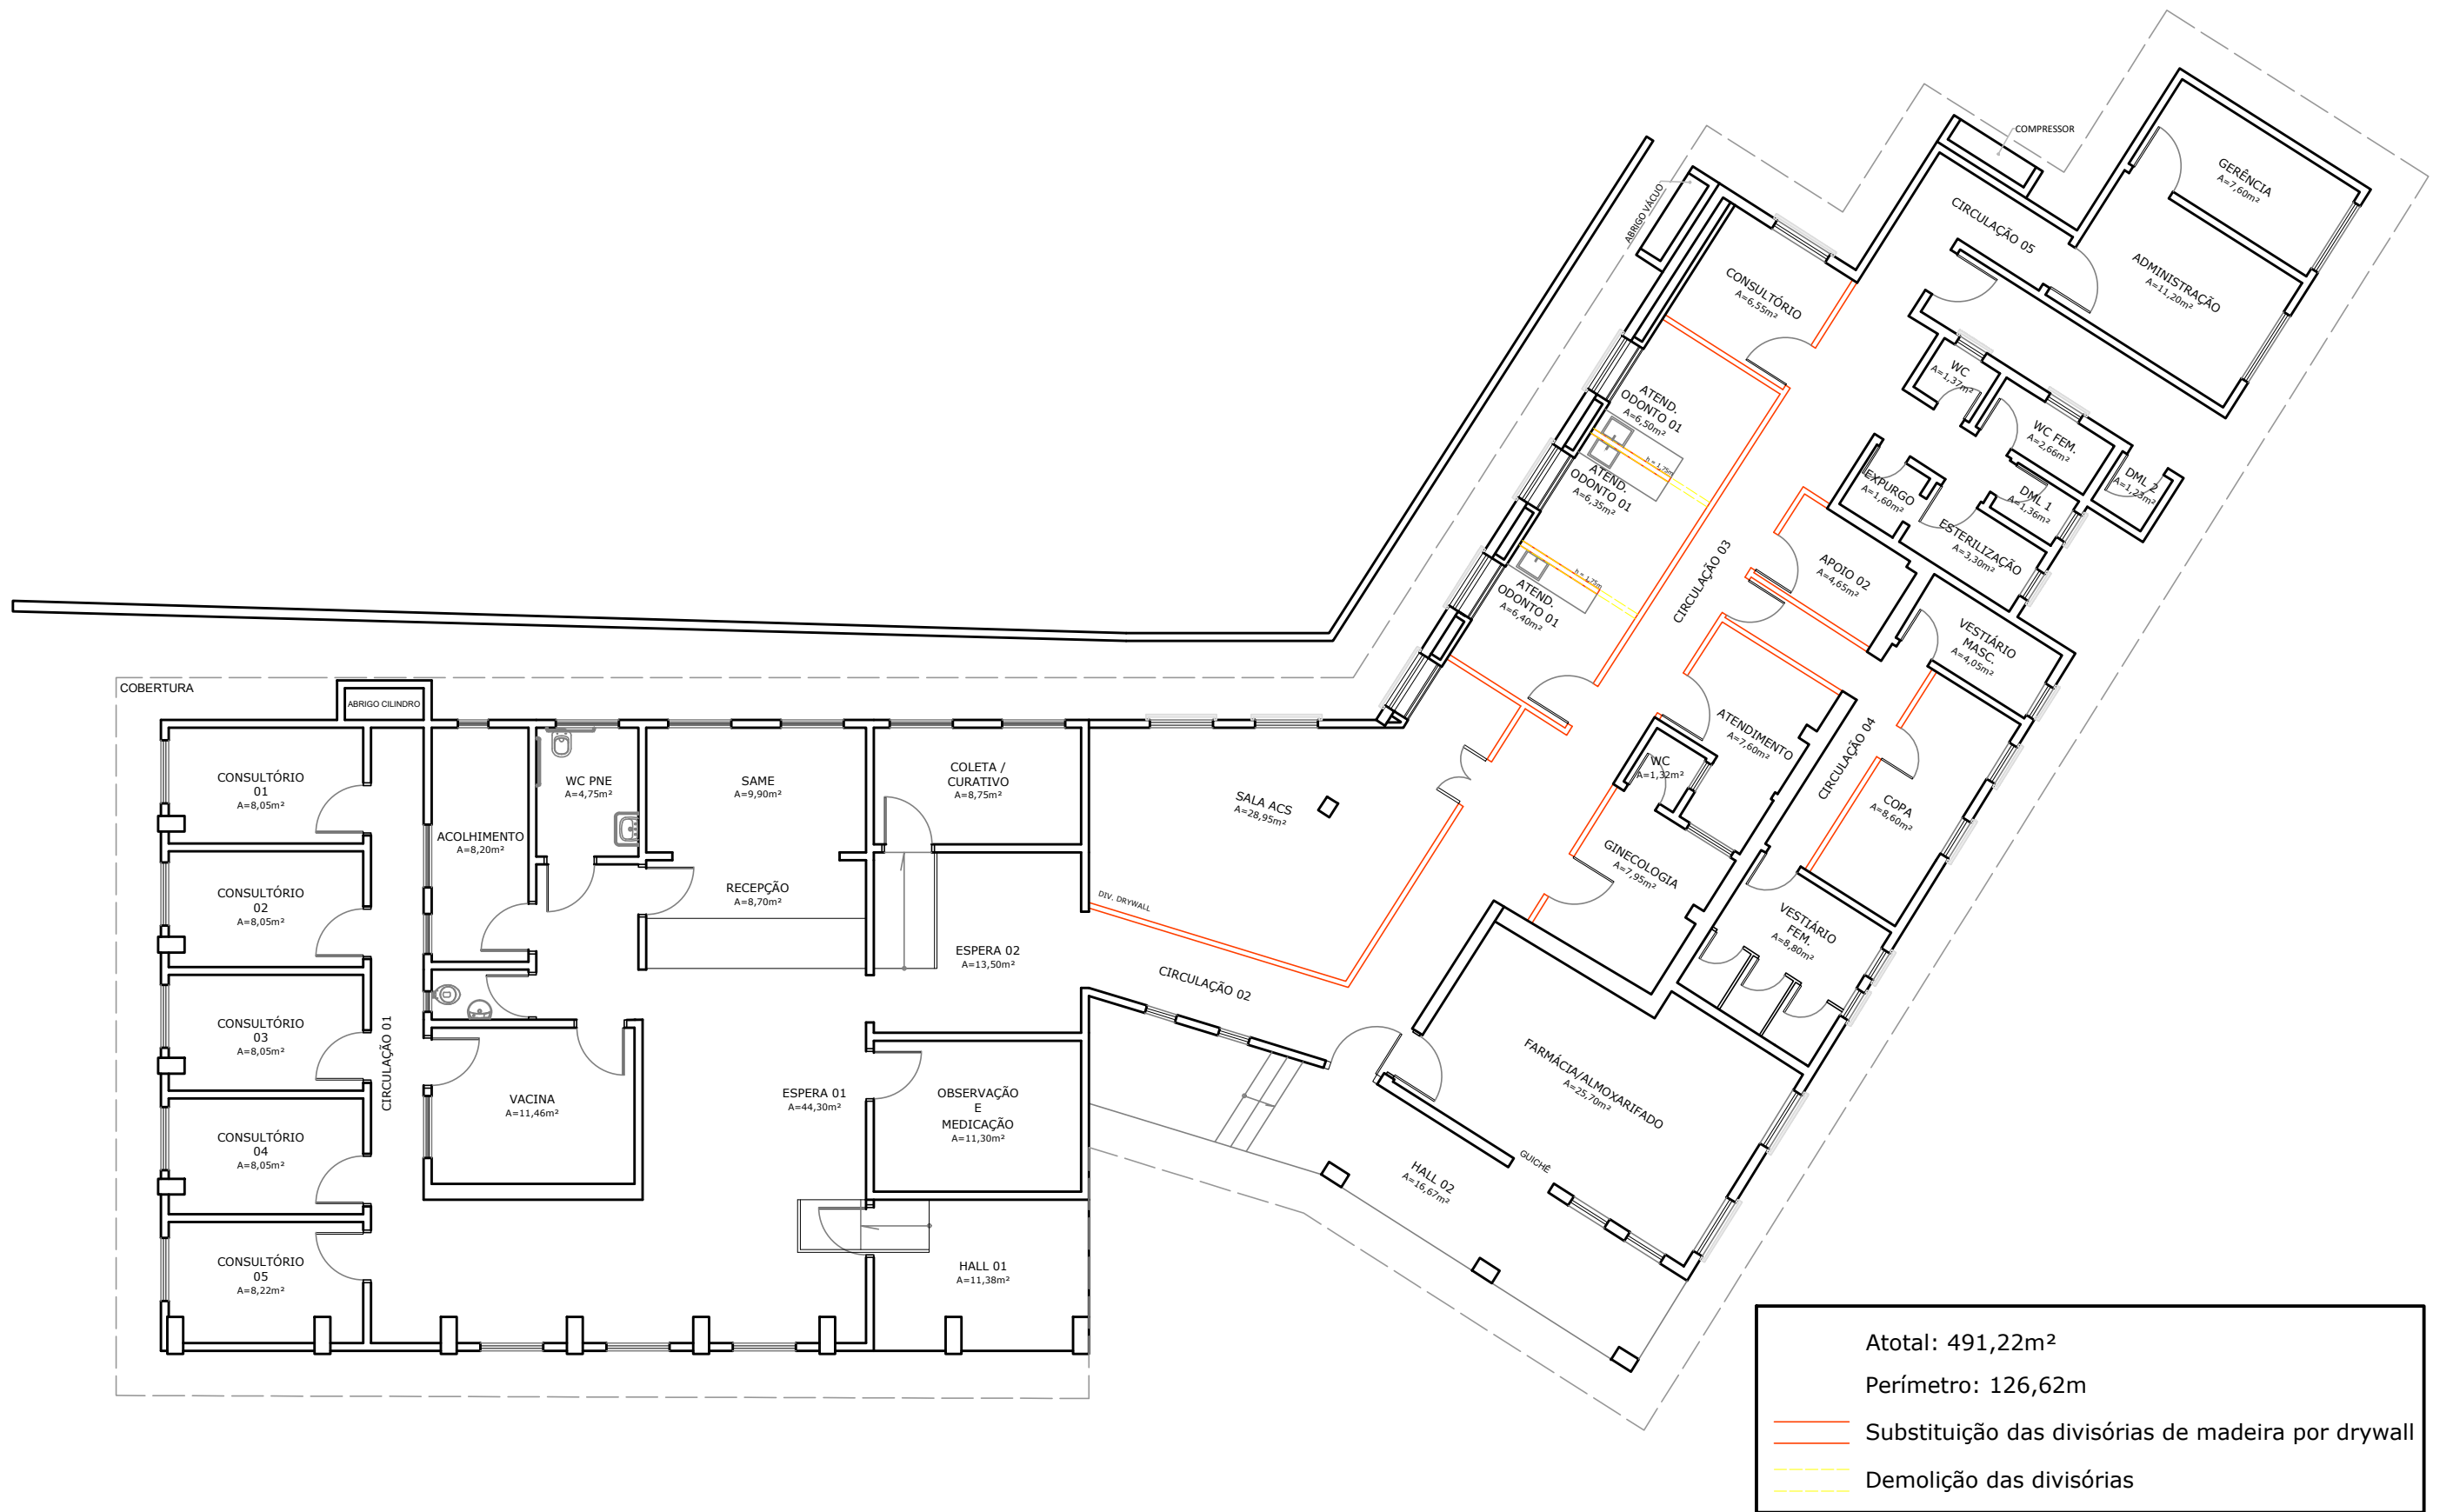 COMPRESSOR
ABRIGO VÁCUO
GERÊNCIA
A=7,60m²
CIRCULAÇÃO 05
ADMINISTRAÇÃO
A=11,20m²
CONSULTÓRIO
A=6,55m²
WC
A=1,37m²
ATEND.
ODONTO 01
A=6,50m²
h = 1,75m
WC FEM.
A=2,66m²
DML 2
A=1,23m²
ATEND.
ODONTO 01
A=6,35m²
EXPURGO
A=1,60m²
DML 1
A=1,36m²
ESTERILIZAÇÃO
A=3,30m²
h = 1,75m
ATEND.
ODONTO 01
A=6,40m²
CIRCULAÇÃO 03
APOIO 02
A=4,65m²
VESTIÁRIO
MASC.
A=4,05m²
COBERTURA
ABRIGO CILINDRO
ATENDIMENTO
A=7,60m²
CIRCULAÇÃO 04
WC
A=1,32m²
COPA
A=8,60m²
CONSULTÓRIO
01
A=8,05m²
ACOLHIMENTO
A=8,20m²
WC PNE
A=4,75m²
SAME
A=9,90m²
COLETA /
CURATIVO
A=8,75m²
SALA ACS
A=28,95m²
GINECOLOGIA
A=7,95m²
CONSULTÓRIO
02
A=8,05m²
RECEPÇÃO
A=8,70m²
DIV. DRYWALL
VESTIÁRIO
FEM.
A=8,80m²
ESPERA 02
A=13,50m²
CIRCULAÇÃO 02
CONSULTÓRIO
03
A=8,05m²
CIRCULAÇÃO 01
VACINA
A=11,46m²
ESPERA 01
A=44,30m²
OBSERVAÇÃO
E
MEDICAÇÃO
A=11,30m²
FARMÁCIA/ALMOXARIFADO
A=25,70m²
CONSULTÓRIO
04
A=8,05m²
GUICHÊ
HALL 02
A=16,67m²
CONSULTÓRIO
05
A=8,22m²
HALL 01
A=11,38m²
Atotal: 491,22m²
Perímetro: 126,62m
Substituição das divisórias de madeira por drywall
Demolição das divisórias